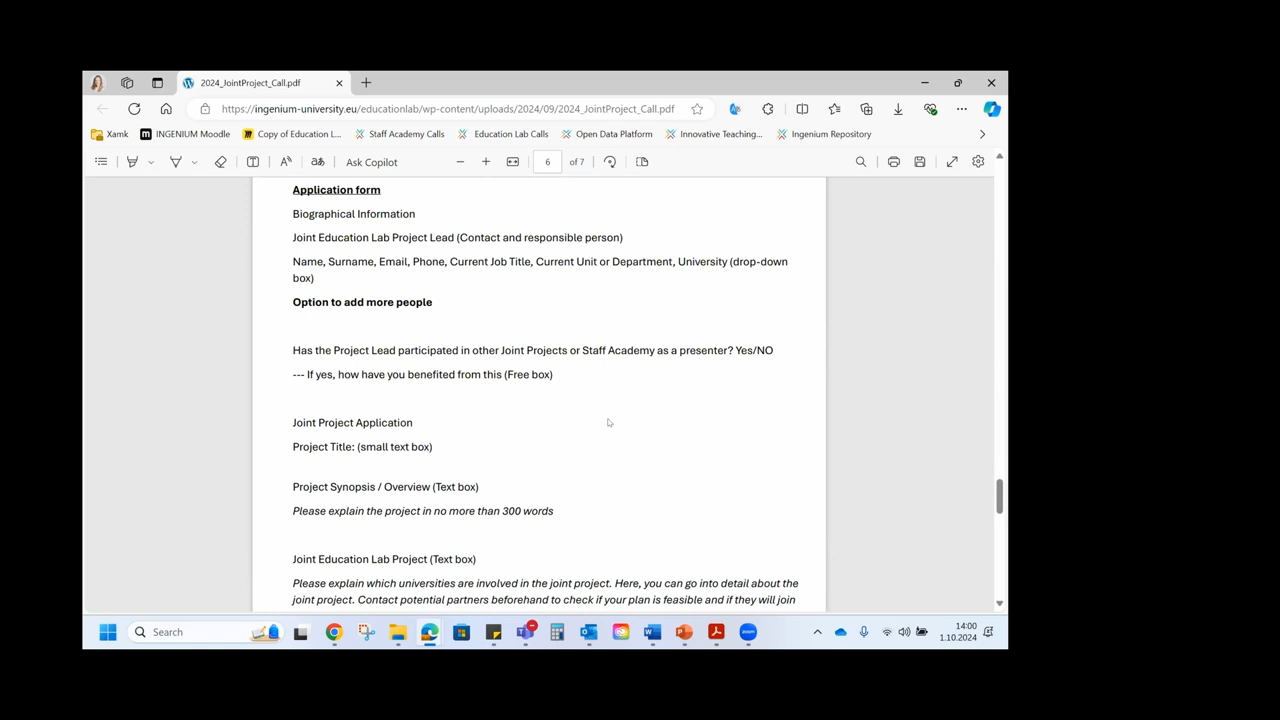 2024_JointProject_Call.pdf
https://ingenium-university.eu/educationlab/wp-content/uploads/2024/09/2024_JointProject_Call.pdf
Xamk
INGENIUM Moodle
Copy of Education L...
Staff Academy Calls
Education Lab Calls
Open Data Platform
Innovative Teaching...
Ingenium Repository
Ask Copilot
6 of 7
Application form
Biographical Information
Joint Education Lab Project Lead (Contact and responsible person)
Name, Surname, Email, Phone, Current Job Title, Current Unit or Department, University (drop-down
box)
Option to add more people
Has the Project Lead participated in other Joint Projects or Staff Academy as a presenter? Yes/NO
--- If yes, how have you benefited from this (Free box)
Joint Project Application
Project Title: (small text box)
Project Synopsis / Overview (Text box)
Please explain the project in no more than 300 words
Joint Education Lab Project (Text box)
Please explain which universities are involved in the joint project. Here, you can go into detail about the
joint project. Contact potential partners beforehand to check if your plan is feasible and if they will join
Search
14:00
1.10.2024